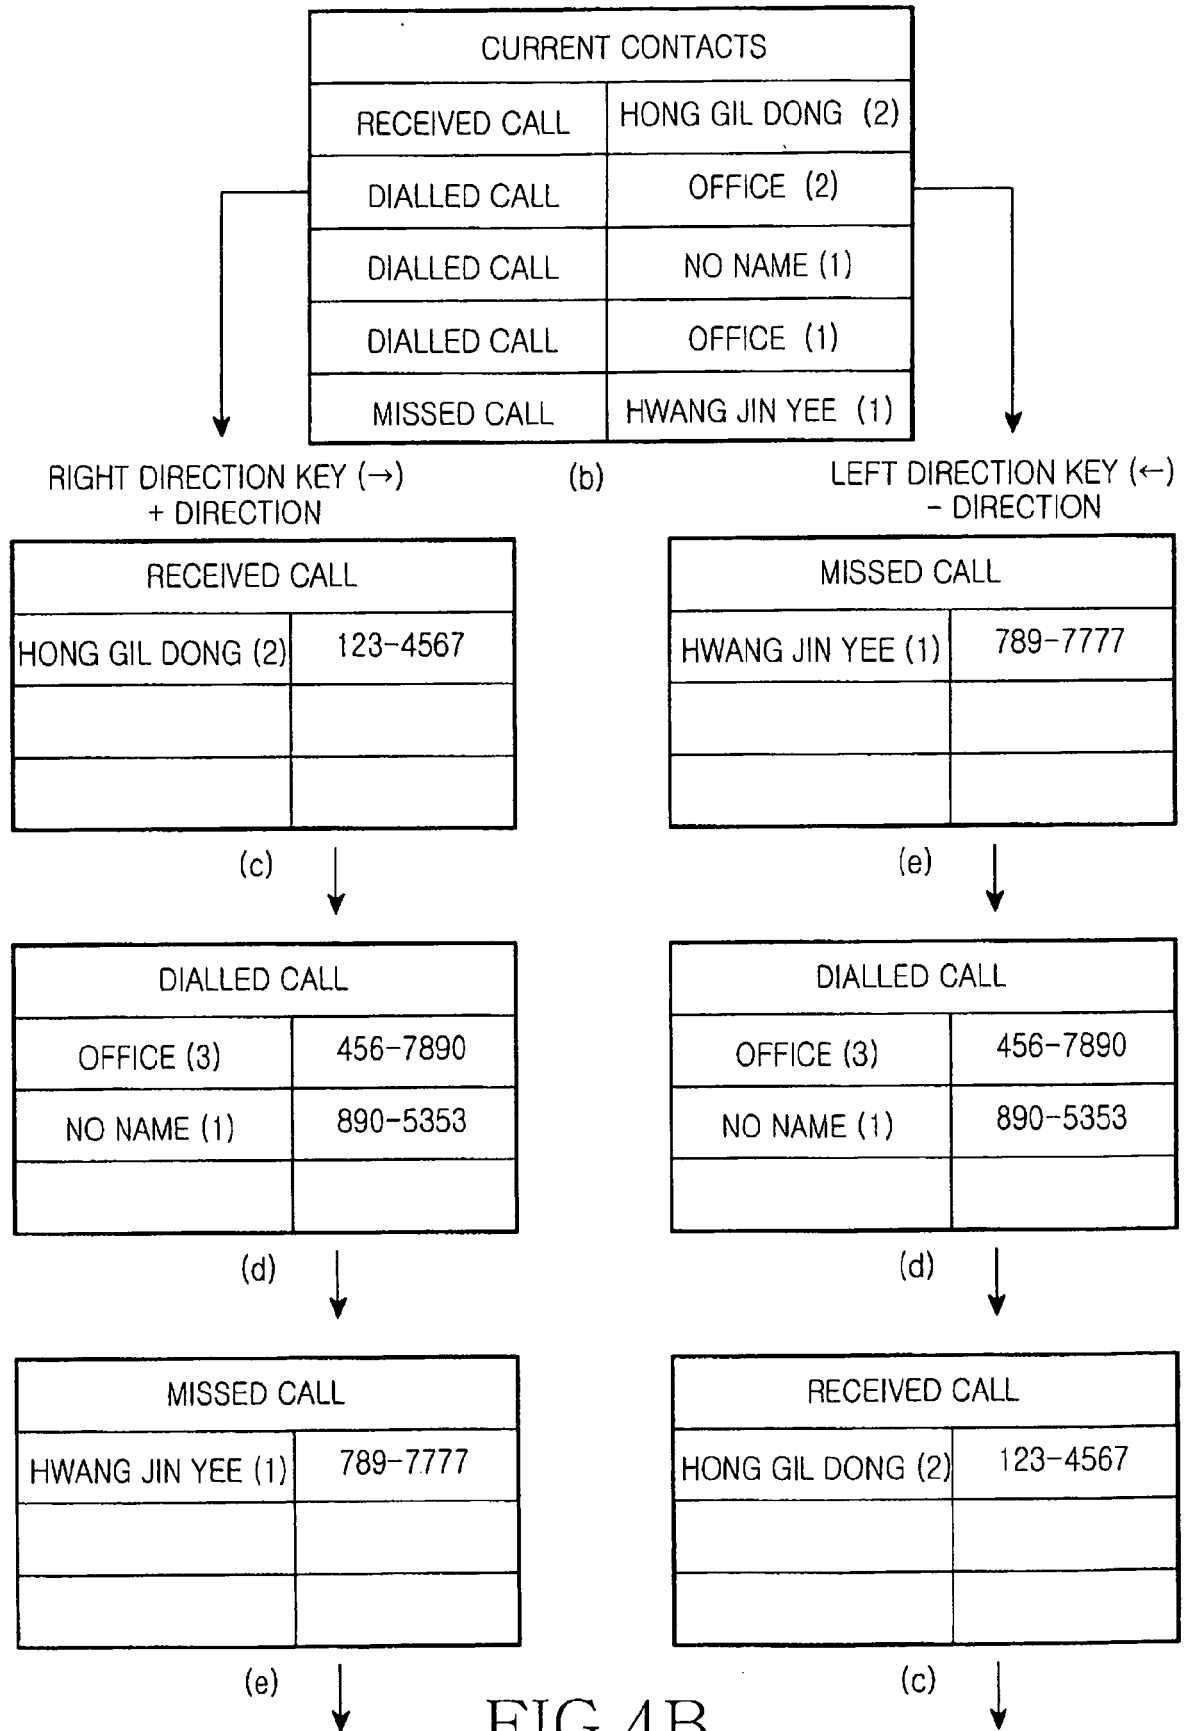 CURRENT CONTACTS
RECEIVED CALL HONG GIL DONG (2)
DIALLED CALL OFFICE (2)
DIALLED CALL NO NAME (1)
DIALLED CALL OFFICE (1)
MISSED CALL HWANG JIN YEE (1)
(b)
RIGHT DIRECTION KEY (→)
+ DIRECTION
RECEIVED CALL
HONG GIL DONG (2) 123-4567
(c)
DIALLED CALL
OFFICE (3) 456-7890
NO NAME (1) 890-5353
(d)
MISSED CALL
HWANG JIN YEE (1) 789-7777
(e)
LEFT DIRECTION KEY (←)
- DIRECTION
MISSED CALL
HWANG JIN YEE (1) 789-7777
(e)
DIALLED CALL
OFFICE (3) 456-7890
NO NAME (1) 890-5353
(d)
RECEIVED CALL
HONG GIL DONG (2) 123-4567
(c)
FIG.4B